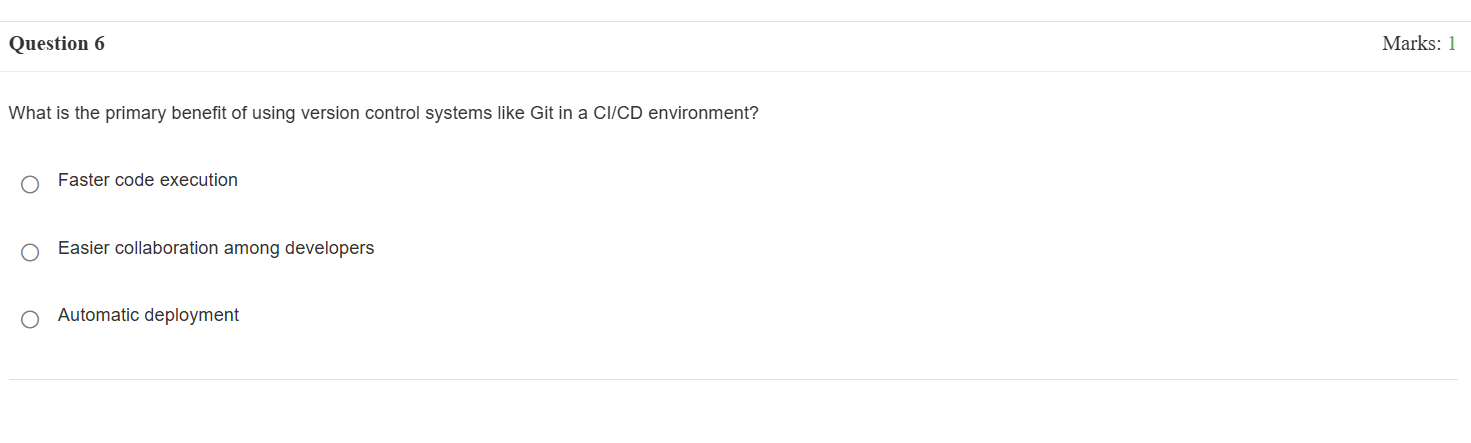 Question 6
Marks: 1
What is the primary benefit of using version control systems like Git in a CI/CD environment?
Faster code execution
Easier collaboration among developers
Automatic deployment